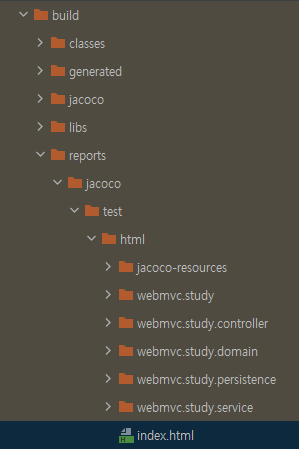 build
classes
generated
jacoco
libs
reports
jacoco
test
html
jacoco-resources
webmvc.study
webmvc.study.controller
webmvc.study.domain
webmvc.study.persistence
webmvc.study.service
index.html